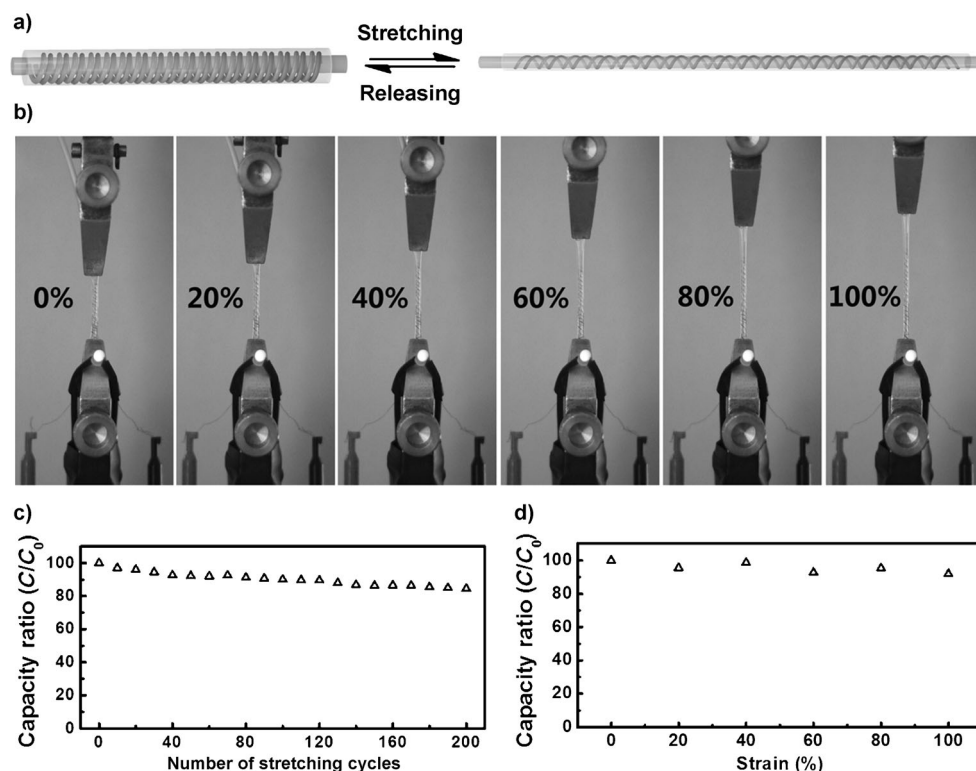 a)
Stretching
Releasing
b)
0%
20%
40%
60%
80%
100%
c)
Capacity ratio (C/C0)
100
80
60
40
20
0
0 40 80 120 160 200
Number of stretching cycles
d)
Capacity ratio (C/C0)
100
80
60
40
20
0
0 20 40 60 80 100
Strain (%)